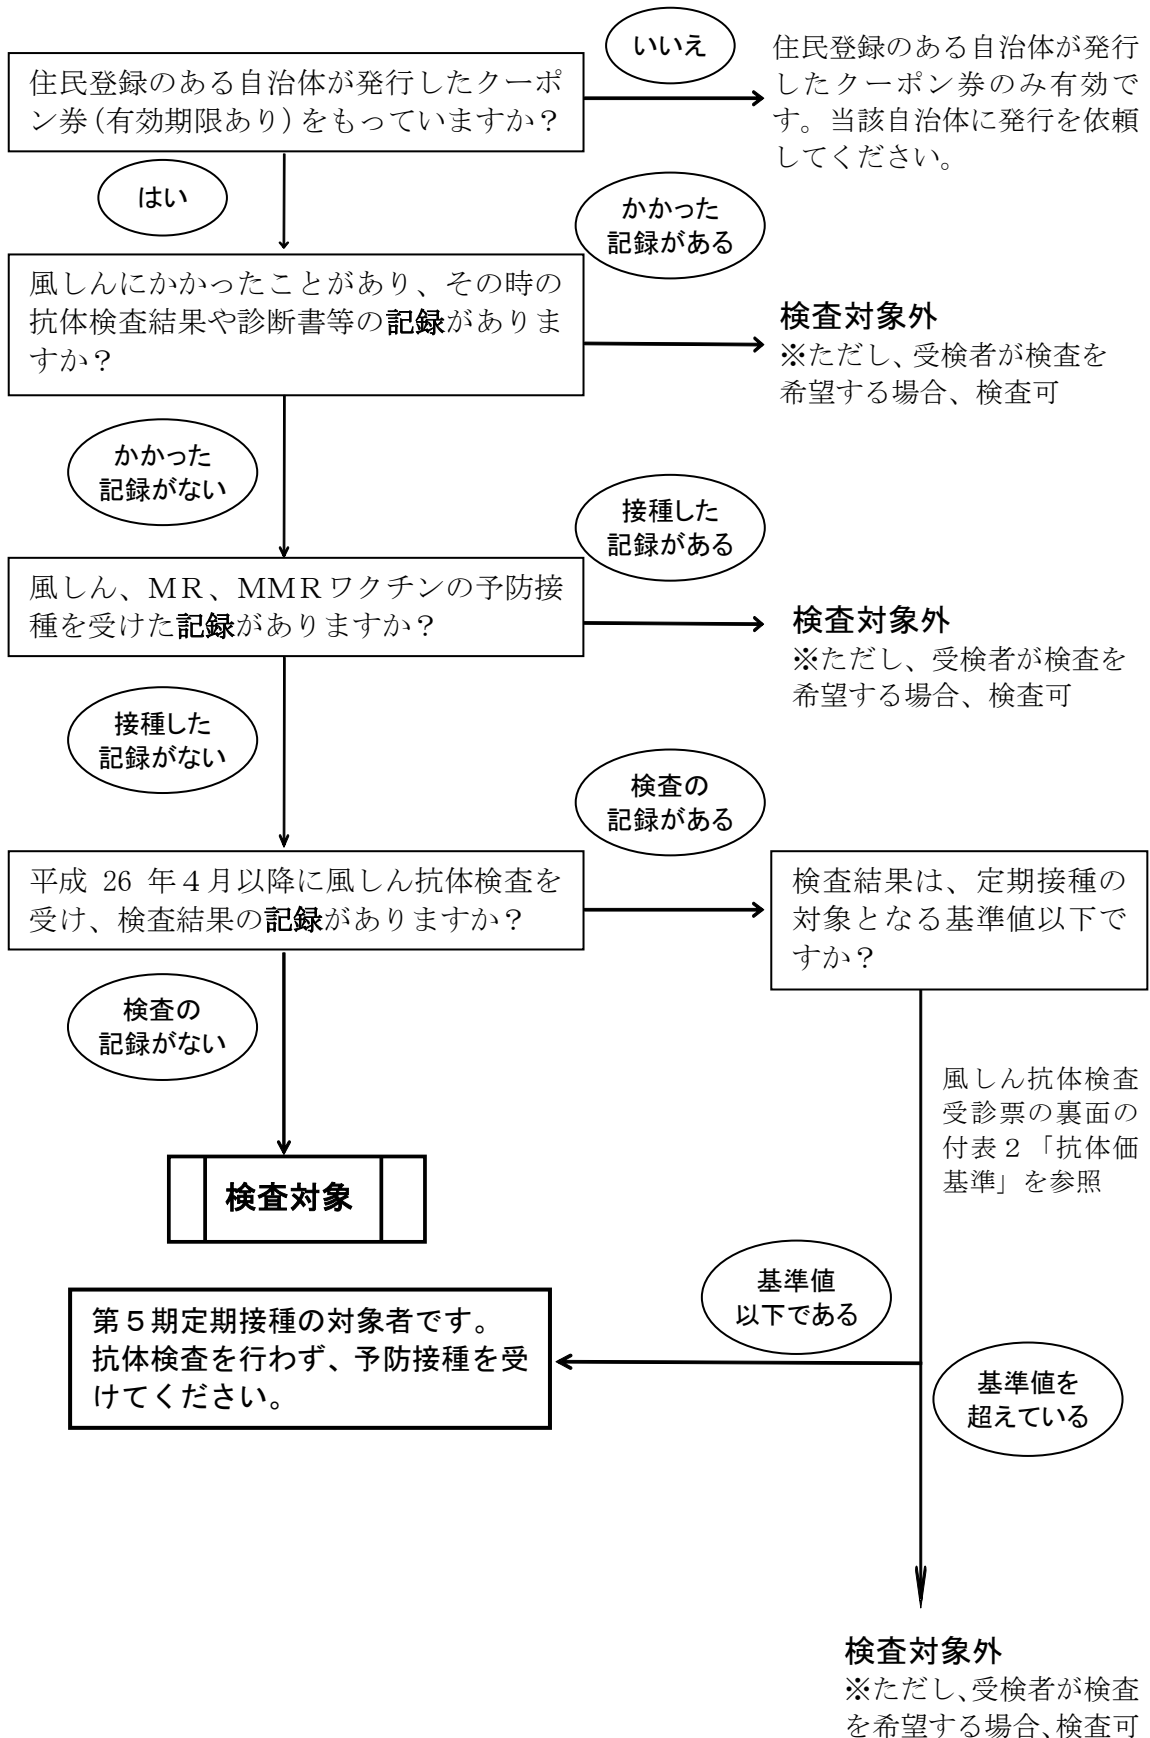 いいえ
住民登録のある自治体が発行
したクーポン券のみ有効で
す。当該自治体に発行を依頼
してください。
住民登録のある自治体が発行したクーポ
ン券(有効期限あり)をもっていますか？
はい
かかった
記録がある
風しんにかかったことがあり、その時の
抗体検査結果や診断書等の記録がありま
すか？
検査対象外
※ただし、受検者が検査を
希望する場合、検査可
かかった
記録がない
接種した
記録がある
風しん、ＭＲ、ＭＭＲワクチンの予防接
種を受けた記録がありますか？
検査対象外
※ただし、受検者が検査を
希望する場合、検査可
接種した
記録がない
検査の
記録がある
平成 26 年４月以降に風しん抗体検査を
受け、検査結果の記録がありますか？
検査結果は、定期接種の
対象となる基準値以下で
すか？
検査の
記録がない
風しん抗体検査
受診票の裏面の
付表２「抗体価
基準」を参照
検査対象
基準値
以下である
第５期定期接種の対象者です。
抗体検査を行わず、予防接種を受
けてください。
基準値を
超えている
検査対象外
※ただし、受検者が検査
を希望する場合、検査可